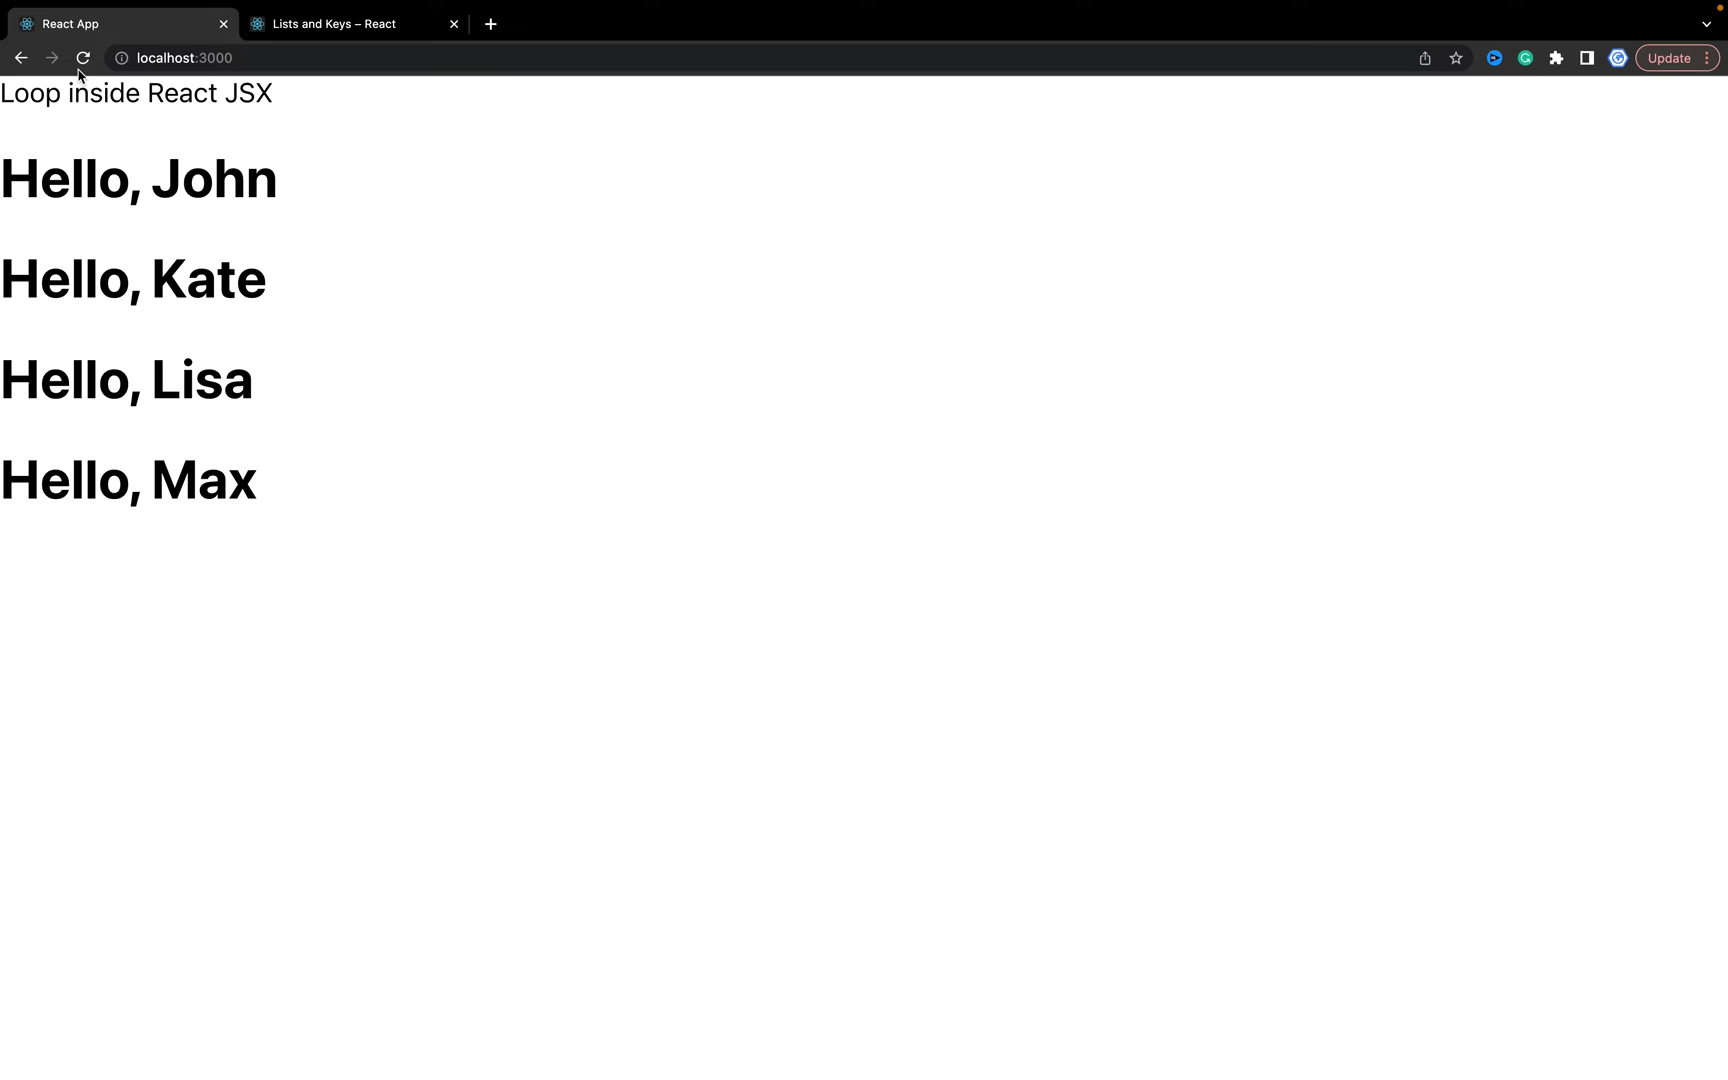 React App
Lists and Keys – React
localhost:3000
Update
Loop inside React JSX
Hello, John
Hello, Kate
Hello, Lisa
Hello, Max